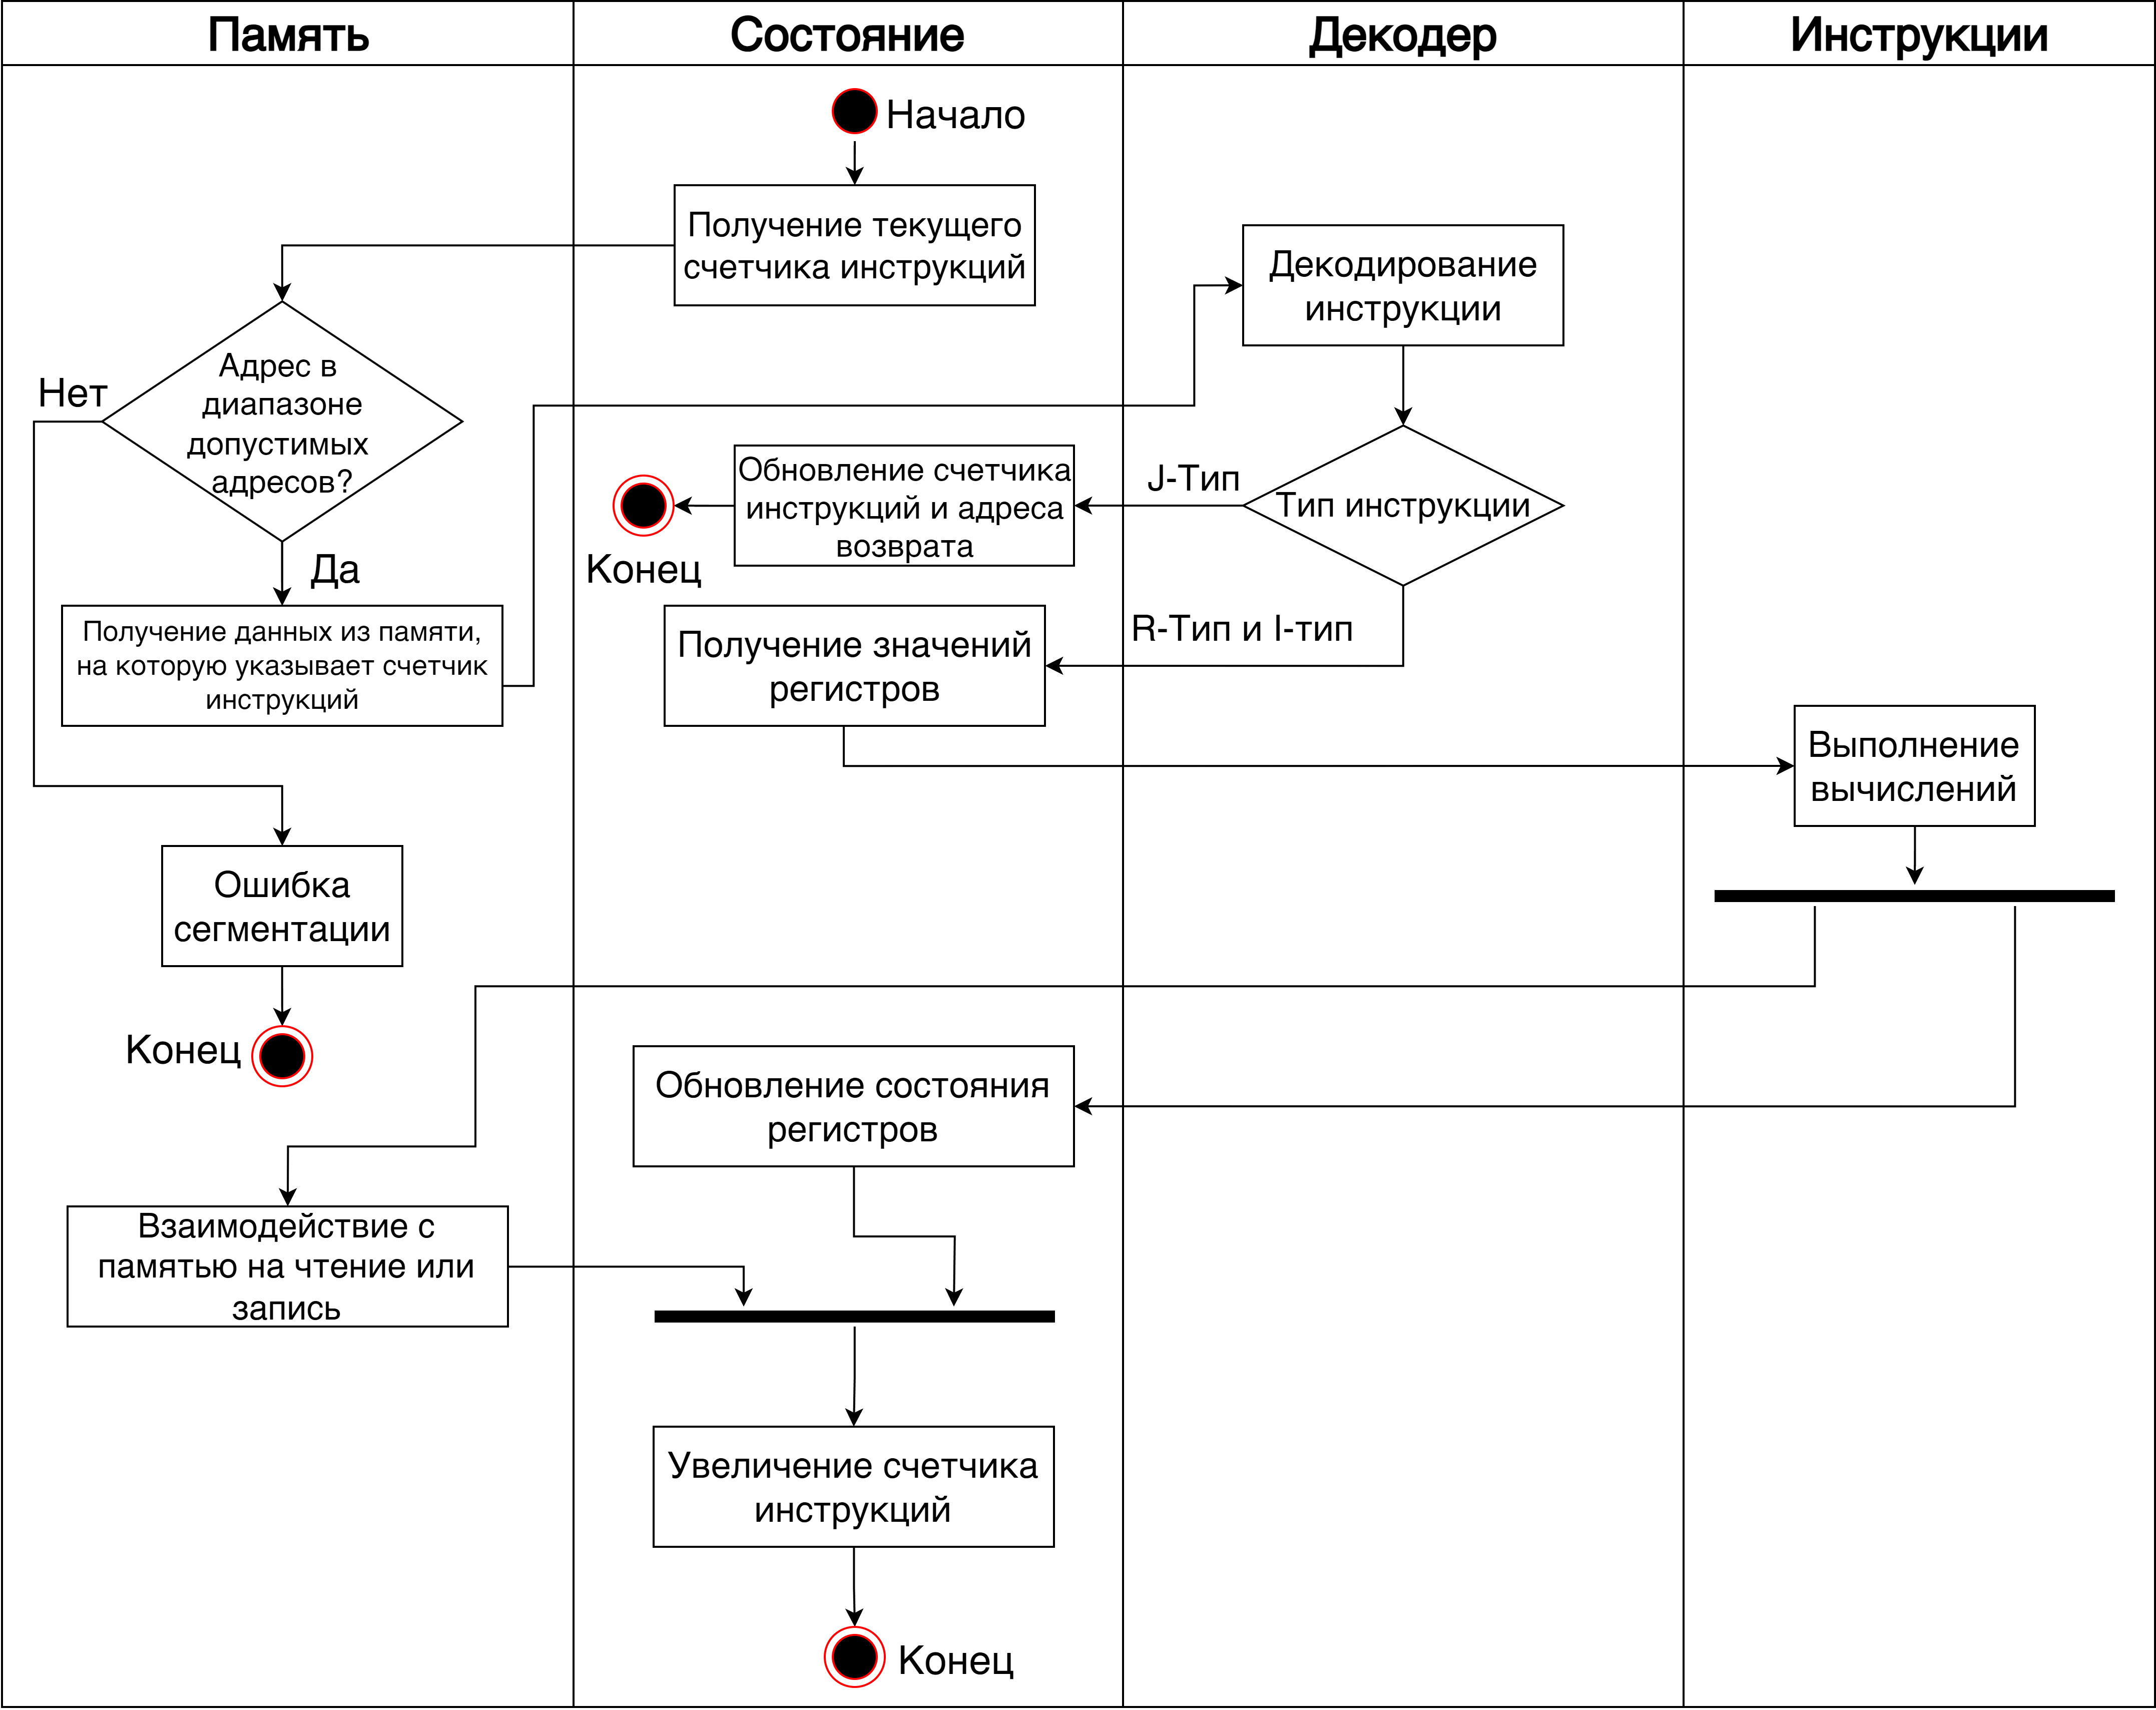 Память
Состояние
Декодер
Инструкции
Начало
Получение текущего
счетчика инструкций
Декодирование
инструкции
Адрес в
диапазоне
допустимых
адресов?
Нет
Да
J-Тип
Тип инструкции
Обновление счетчика
инструкций и адреса
возврата
Конец
R-Тип и I-тип
Получение данных из памяти,
на которую указывает счетчик
инструкций
Получение значений
регистров
Выполнение
вычислений
Ошибка
сегментации
Конец
Обновление состояния
регистров
Взаимодействие с
памятью на чтение или
запись
Увеличение счетчика
инструкций
Конец